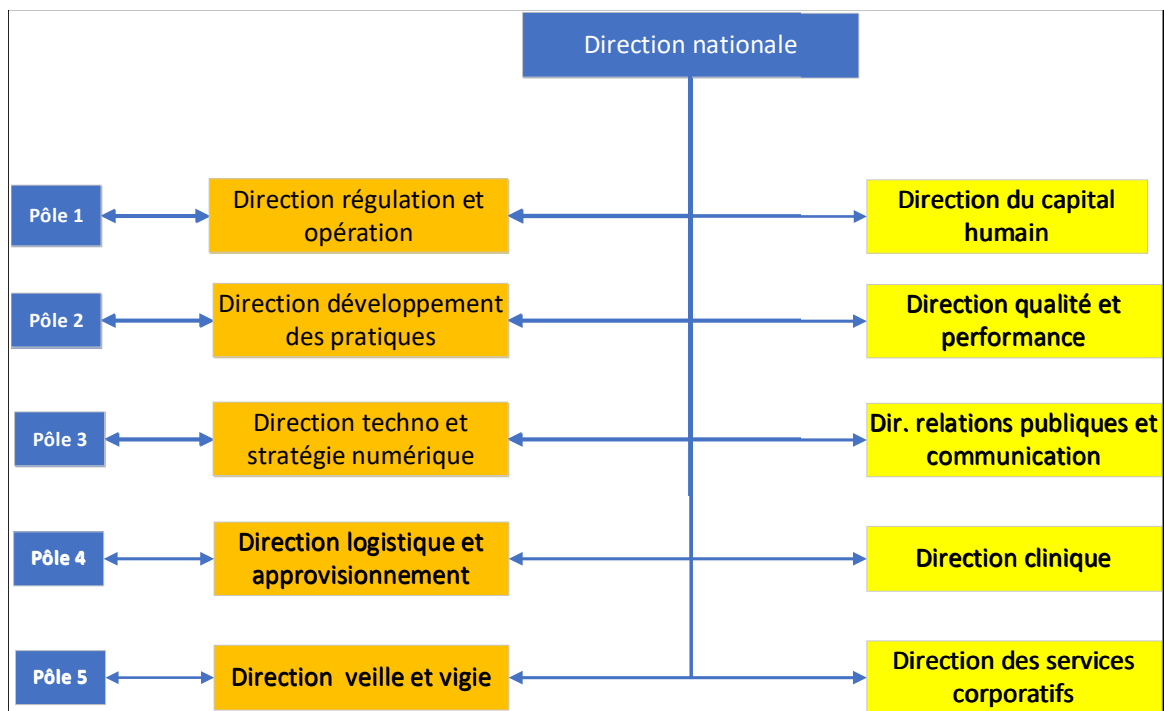 Direction nationale
Pôle 1
Direction régulation et
opération
Direction du capital
humain
Pôle 2
Direction développement
des pratiques
Direction qualité et
performance
Pôle 3
Direction techno et
stratégie numérique
Dir. relations publiques et
communication
Pôle 4
Direction logistique et
approvisionnement
Direction clinique
Pôle 5
Direction veille et vigie
Direction des services
corporatifs